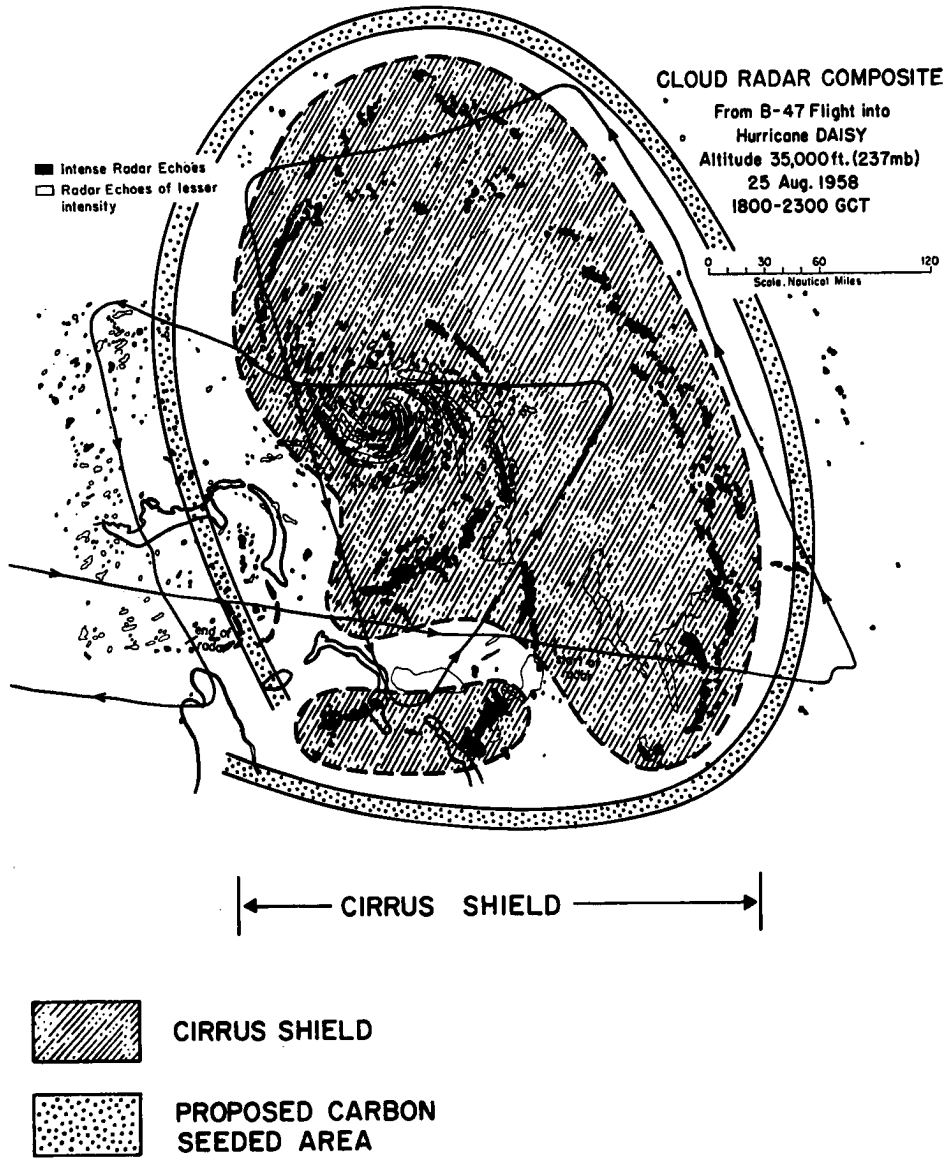 CLOUD RADAR COMPOSITE
From B-47 Flight into
Hurricane DAISY
Altitude 35,000 ft. (237mb)
25 Aug. 1958
1800-2300 GCT
Intense Radar Echoes
Radar Echoes of lesser
intensity
0 30 60 120
Scale, Nautical Miles
end of
radar
start of
radar
CIRRUS SHIELD
CIRRUS SHIELD
PROPOSED CARBON
SEEDED AREA